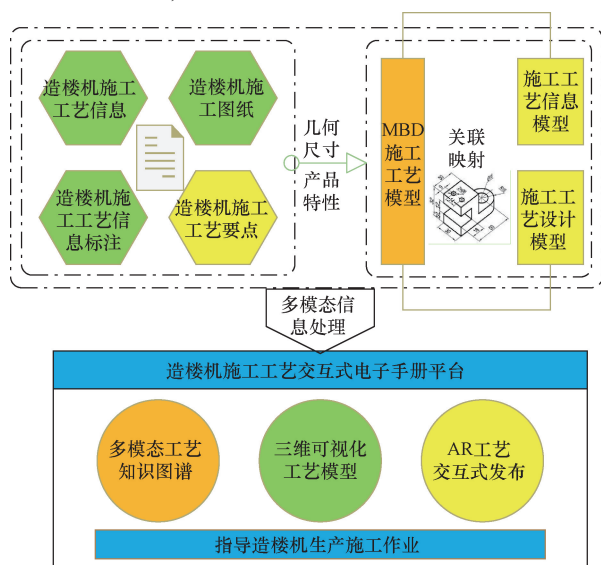 造楼机施工
工艺信息
造楼机施
工图纸
造楼机施
工工艺信
息标注
造楼机施工
工艺要点
几何
尺寸
产品
特性
MBD
施工
工艺
模型
关联
映射
施工工
艺信息
模型
施工工
艺设计
模型
多模态信
息处理
造楼机施工工艺交互式电子手册平台
多模态工艺
知识图谱
三维可视化
工艺模型
AR工艺
交互式发布
指导造楼机生产施工作业